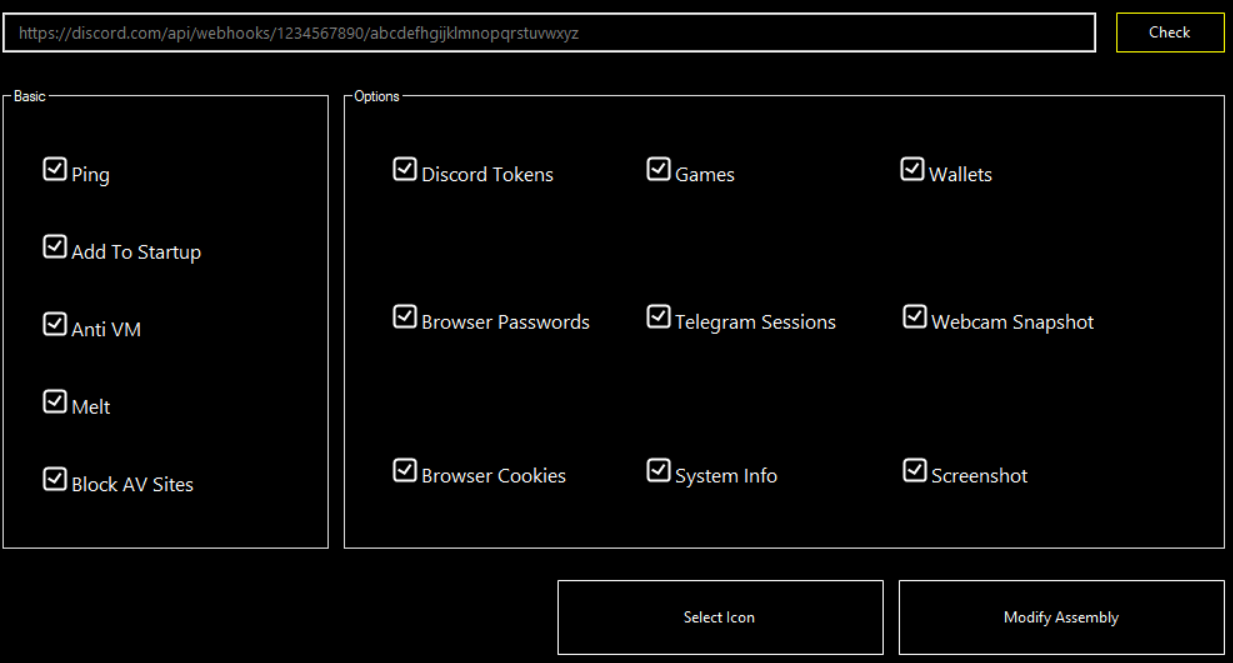 https://discord.com/api/webhooks/1234567890/abcdefhgijklmnopqrstuvwxyz
Check
Basic
Options
Ping
Discord Tokens
Games
Wallets
Add To Startup
Anti VM
Browser Passwords
Telegram Sessions
Webcam Snapshot
Melt
Block AV Sites
Browser Cookies
System Info
Screenshot
Select Icon
Modify Assembly